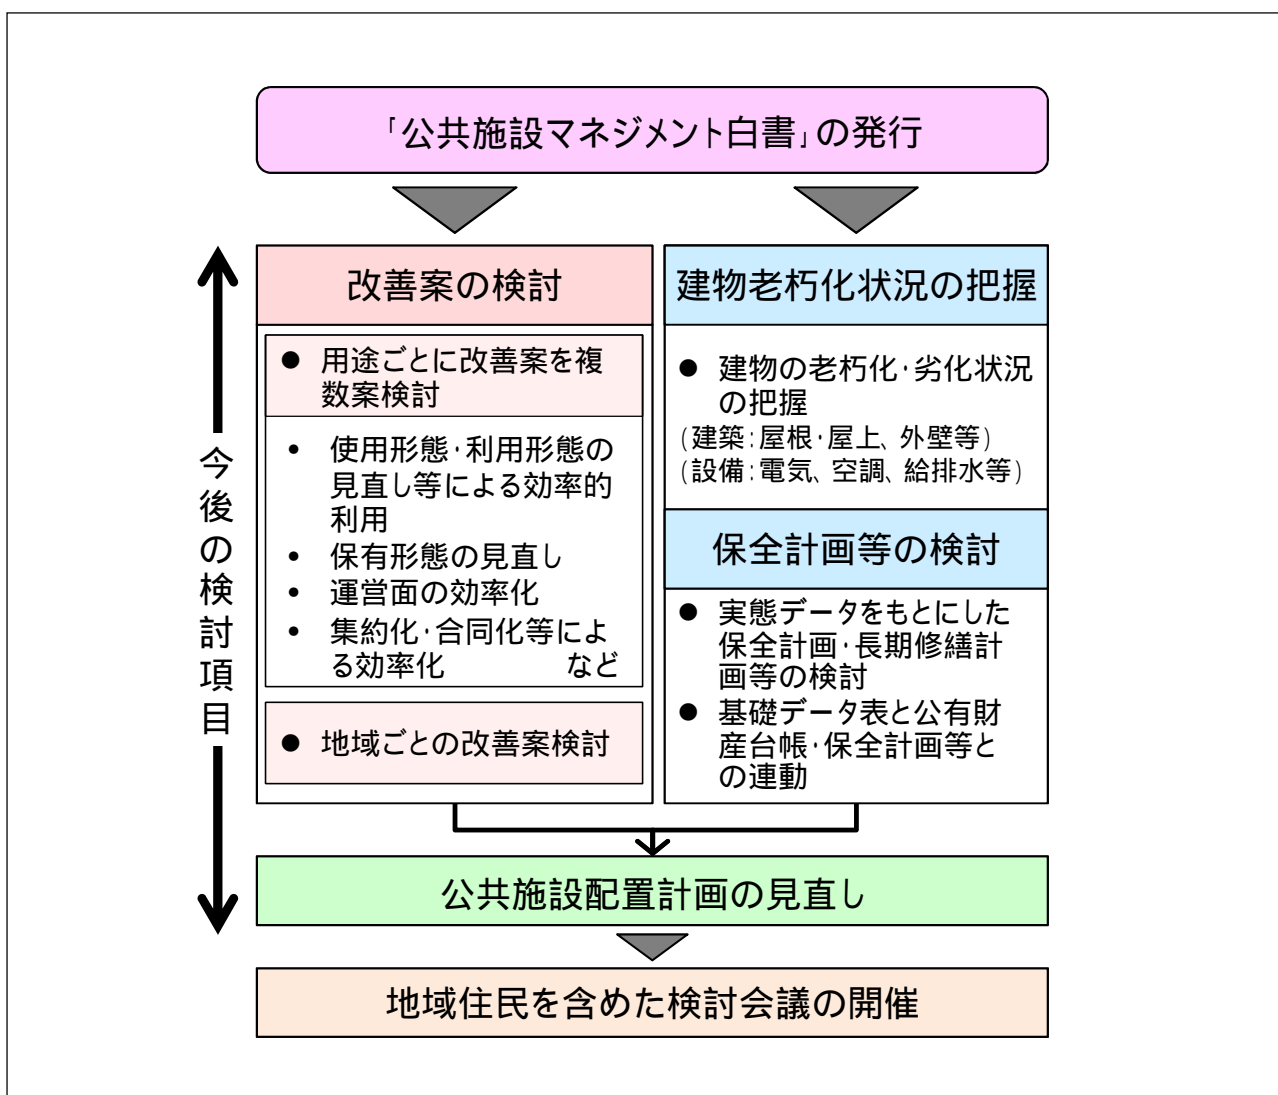 「公共施設マネジメント白書」の発行
今後の検討項目
改善案の検討
● 用途ごとに改善案を複
数案検討
• 使用形態・利用形態の
見直し等による効率的
利用
• 保有形態の見直し
• 運営面の効率化
• 集約化・合同化等によ
る効率化 など
● 地域ごとの改善案検討
建物老朽化状況の把握
● 建物の老朽化・劣化状況
の把握
(建築:屋根・屋上、外壁等)
(設備:電気、空調、給排水等)
保全計画等の検討
● 実態データをもとにした
保全計画・長期修繕計
画等の検討
● 基礎データ表と公有財
産台帳・保全計画等と
の連動
公共施設配置計画の見直し
地域住民を含めた検討会議の開催